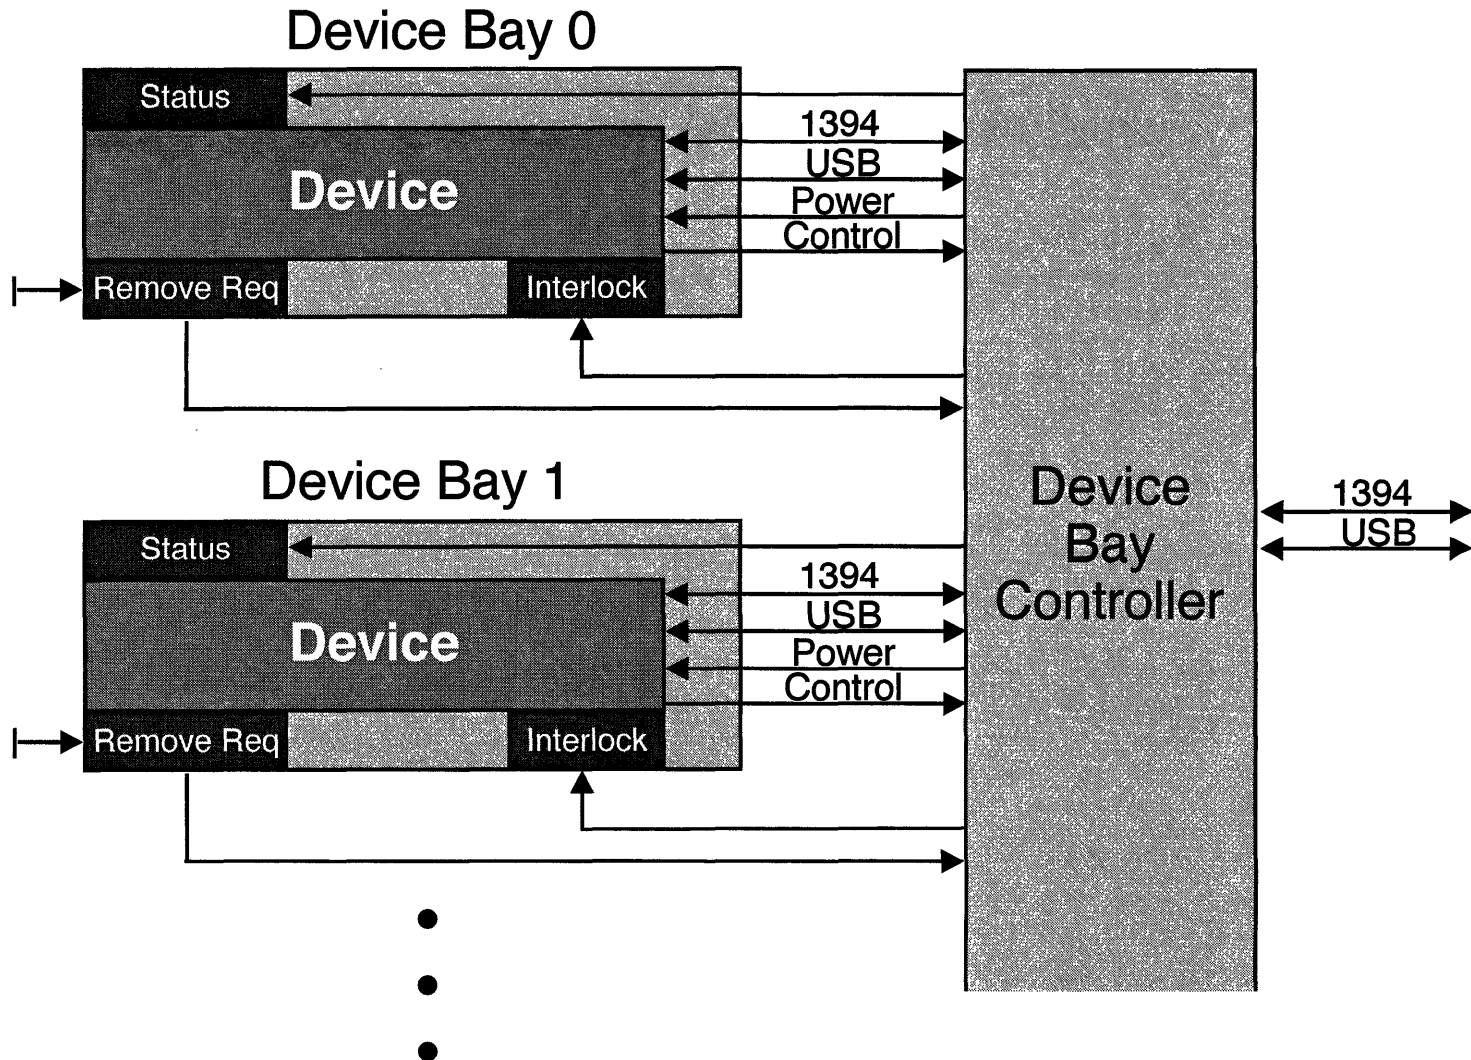 Device Bay 0
Status
1394
USB
Device
Power
Control
Remove Req
Interlock
Device Bay 1
Status
1394
USB
Device
Power
Control
Remove Req
Interlock
Device
Bay
Controller
1394
USB